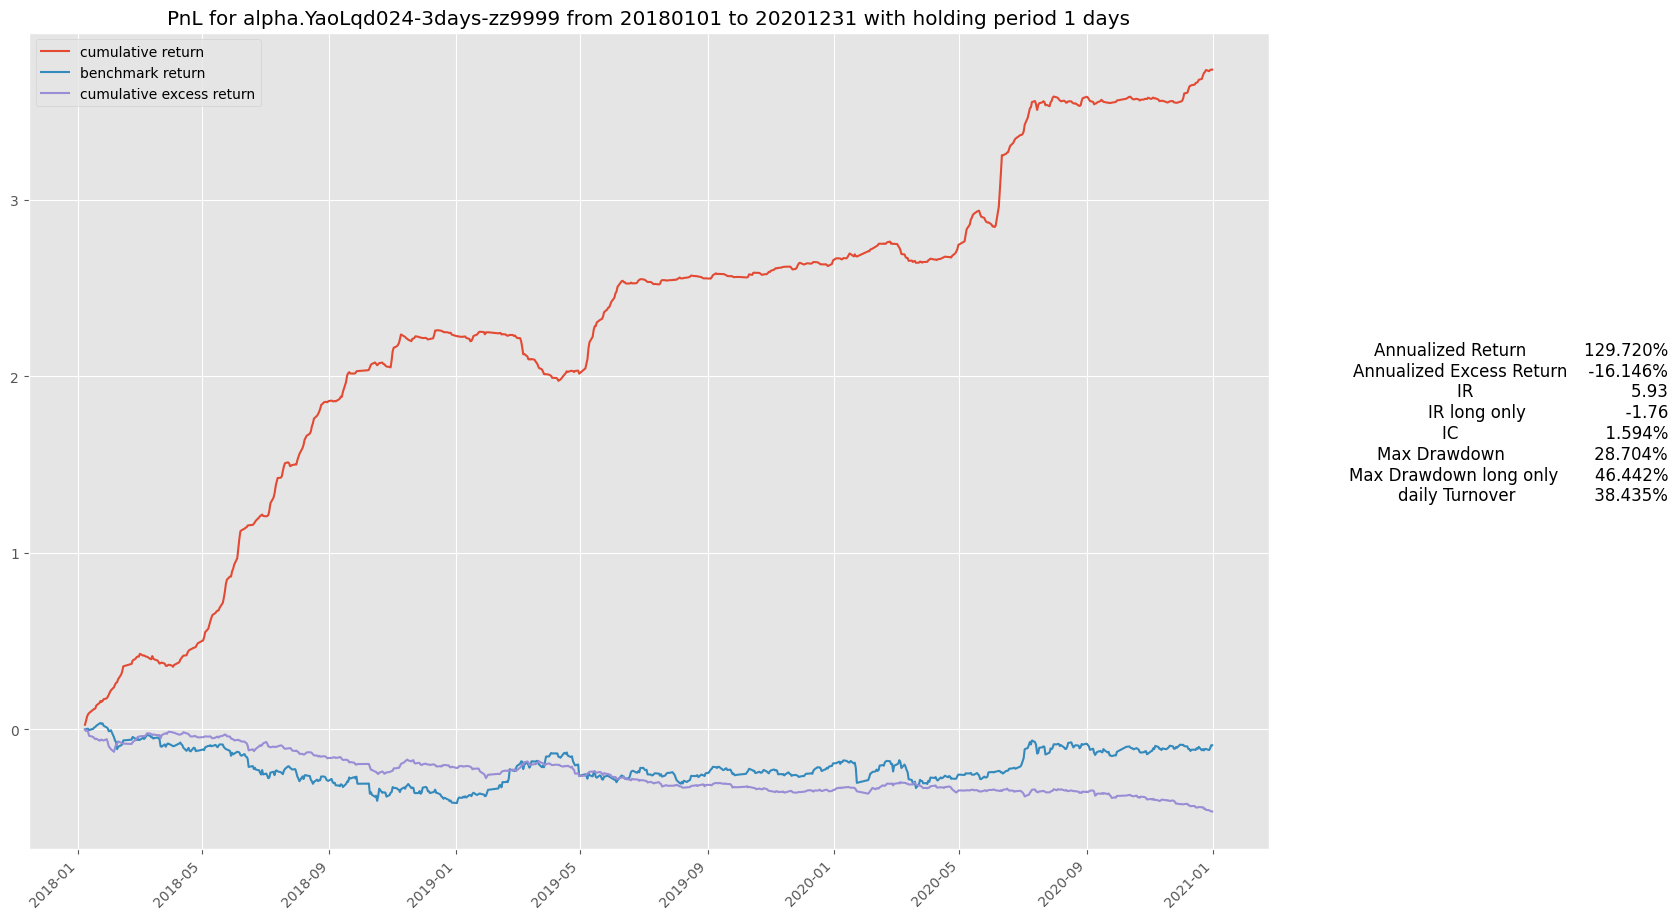 PnL for alpha.YaoLqd024-3days-zz9999 from 20180101 to 20201231 with holding period 1 days
cumulative return
benchmark return
cumulative excess return
3
2
1
0
2018-01
2018-05
2018-09
2019-01
2019-05
2019-09
2020-01
2020-05
2020-09
2021-01
Annualized Return 129.720%
Annualized Excess Return -16.146%
IR 5.93
IR long only -1.76
IC 1.594%
Max Drawdown 28.704%
Max Drawdown long only 46.442%
daily Turnover 38.435%